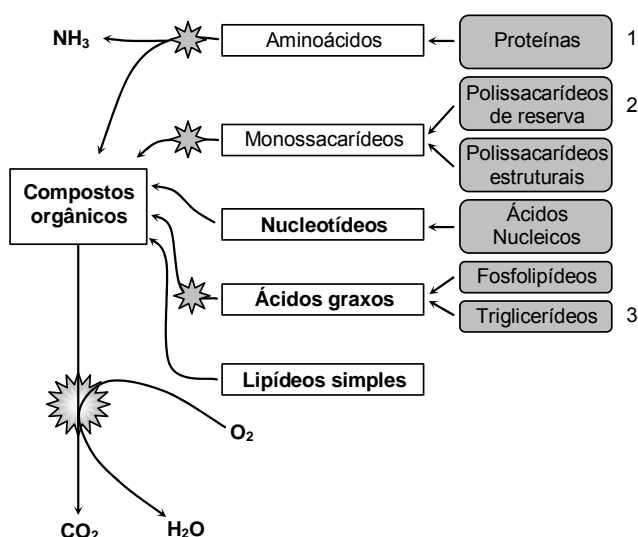 NH3
Aminoácidos
Proteínas
1
Monossacarídeos
Polissacarídeos
de reserva
2
Polissacarídeos
estruturais
Compostos
orgânicos
Nucleotídeos
Ácidos
Nucleicos
Ácidos graxos
Fosfolipídeos
Triglicerídeos
3
Lipídeos simples
O2
CO2
H2O